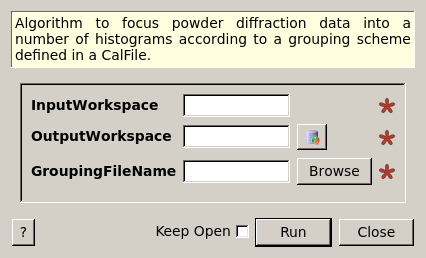 Algorithm to focus powder diffraction data into a
number of histograms according to a grouping scheme
defined in a CalFile.
InputWorkspace
OutputWorkspace
GroupingFileName Browse
? Keep Open Run Close